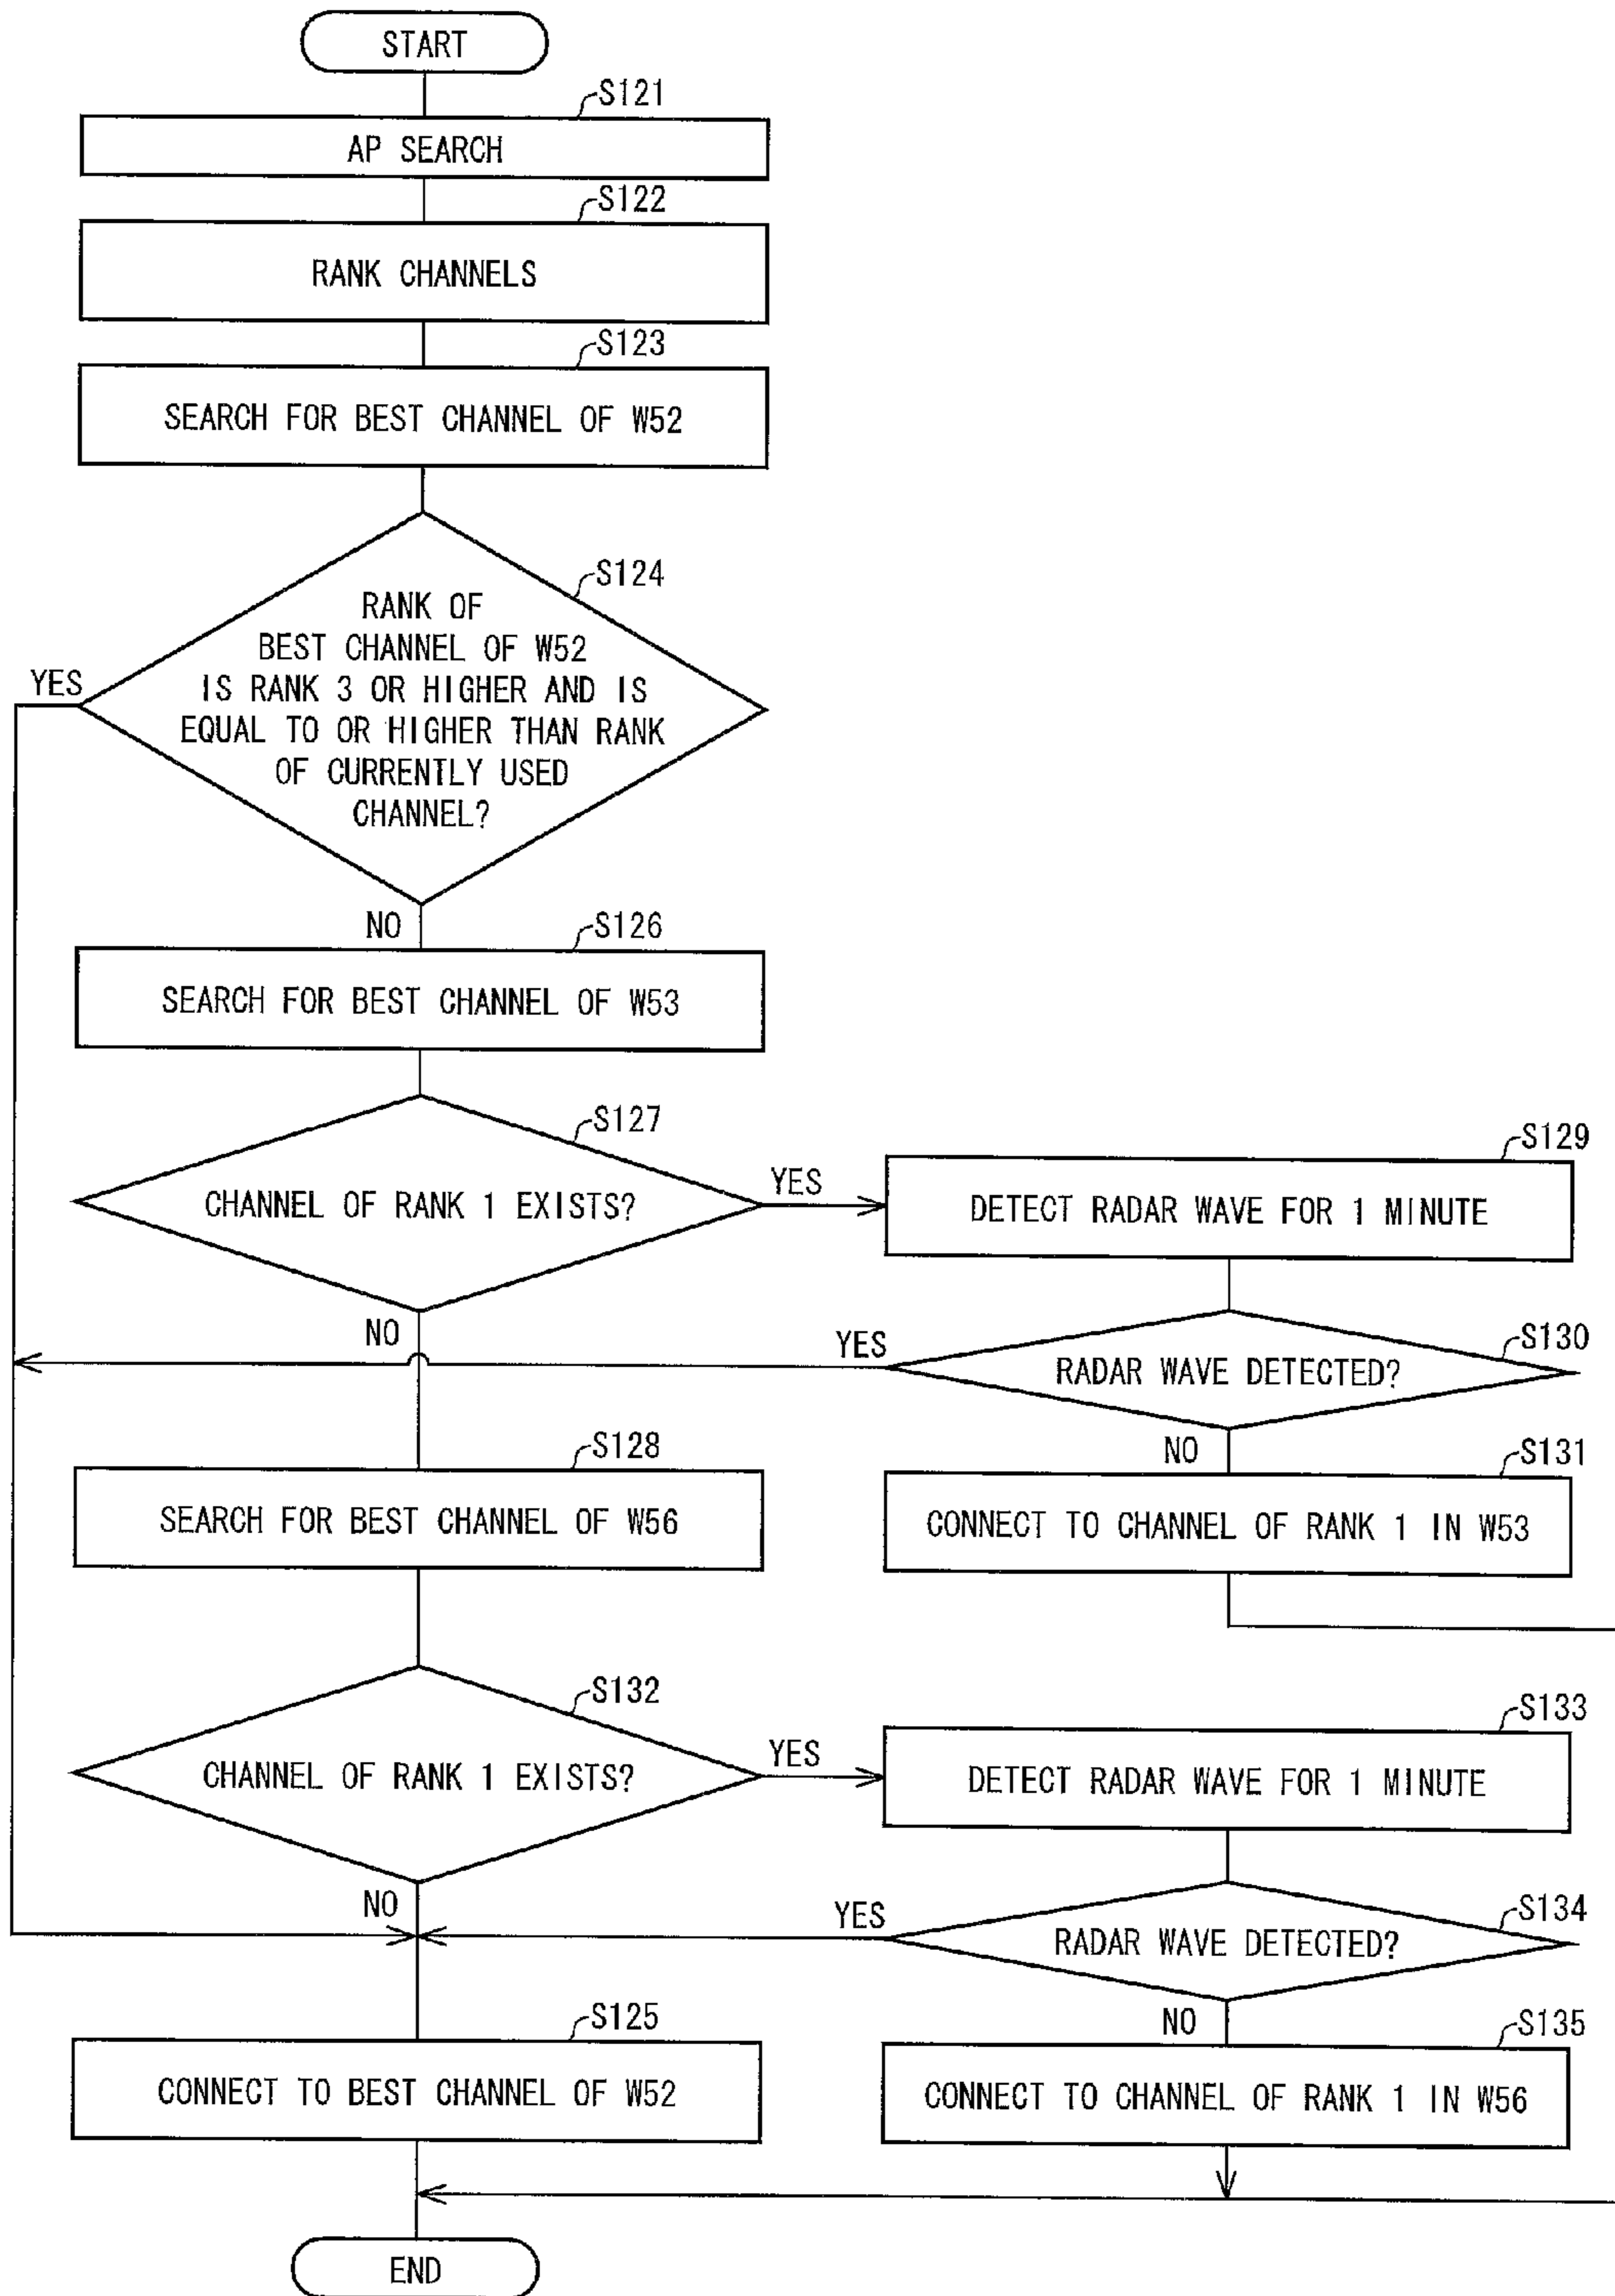 START
S121
AP SEARCH
S122
RANK CHANNELS
S123
SEARCH FOR BEST CHANNEL OF W52
S124
RANK OF
BEST CHANNEL OF W52
IS RANK 3 OR HIGHER AND IS
EQUAL TO OR HIGHER THAN RANK
OF CURRENTLY USED
CHANNEL?
YES
NO
S126
SEARCH FOR BEST CHANNEL OF W53
S127
CHANNEL OF RANK 1 EXISTS?
YES
NO
S129
DETECT RADAR WAVE FOR 1 MINUTE
S130
RADAR WAVE DETECTED?
YES
NO
S131
CONNECT TO CHANNEL OF RANK 1 IN W53
S128
SEARCH FOR BEST CHANNEL OF W56
S132
CHANNEL OF RANK 1 EXISTS?
YES
NO
S133
DETECT RADAR WAVE FOR 1 MINUTE
S134
RADAR WAVE DETECTED?
YES
NO
S135
CONNECT TO CHANNEL OF RANK 1 IN W56
S125
CONNECT TO BEST CHANNEL OF W52
END